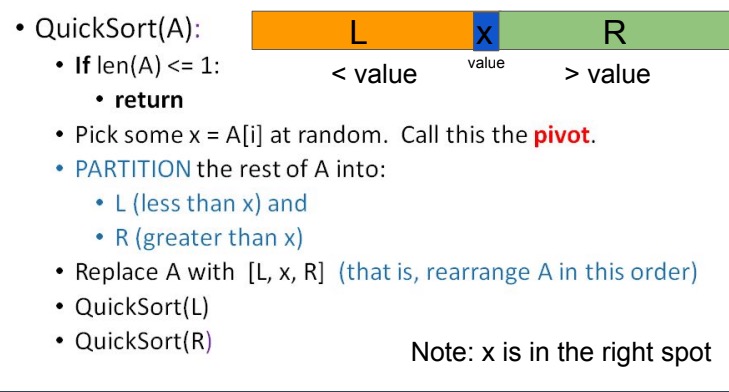 • QuickSort(A):
L x R
< value value > value
• If len(A) <= 1:
• return
• Pick some x = A[i] at random. Call this the pivot.
• PARTITION the rest of A into:
• L (less than x) and
• R (greater than x)
• Replace A with [L, x, R] (that is, rearrange A in this order)
• QuickSort(L)
• QuickSort(R)
Note: x is in the right spot